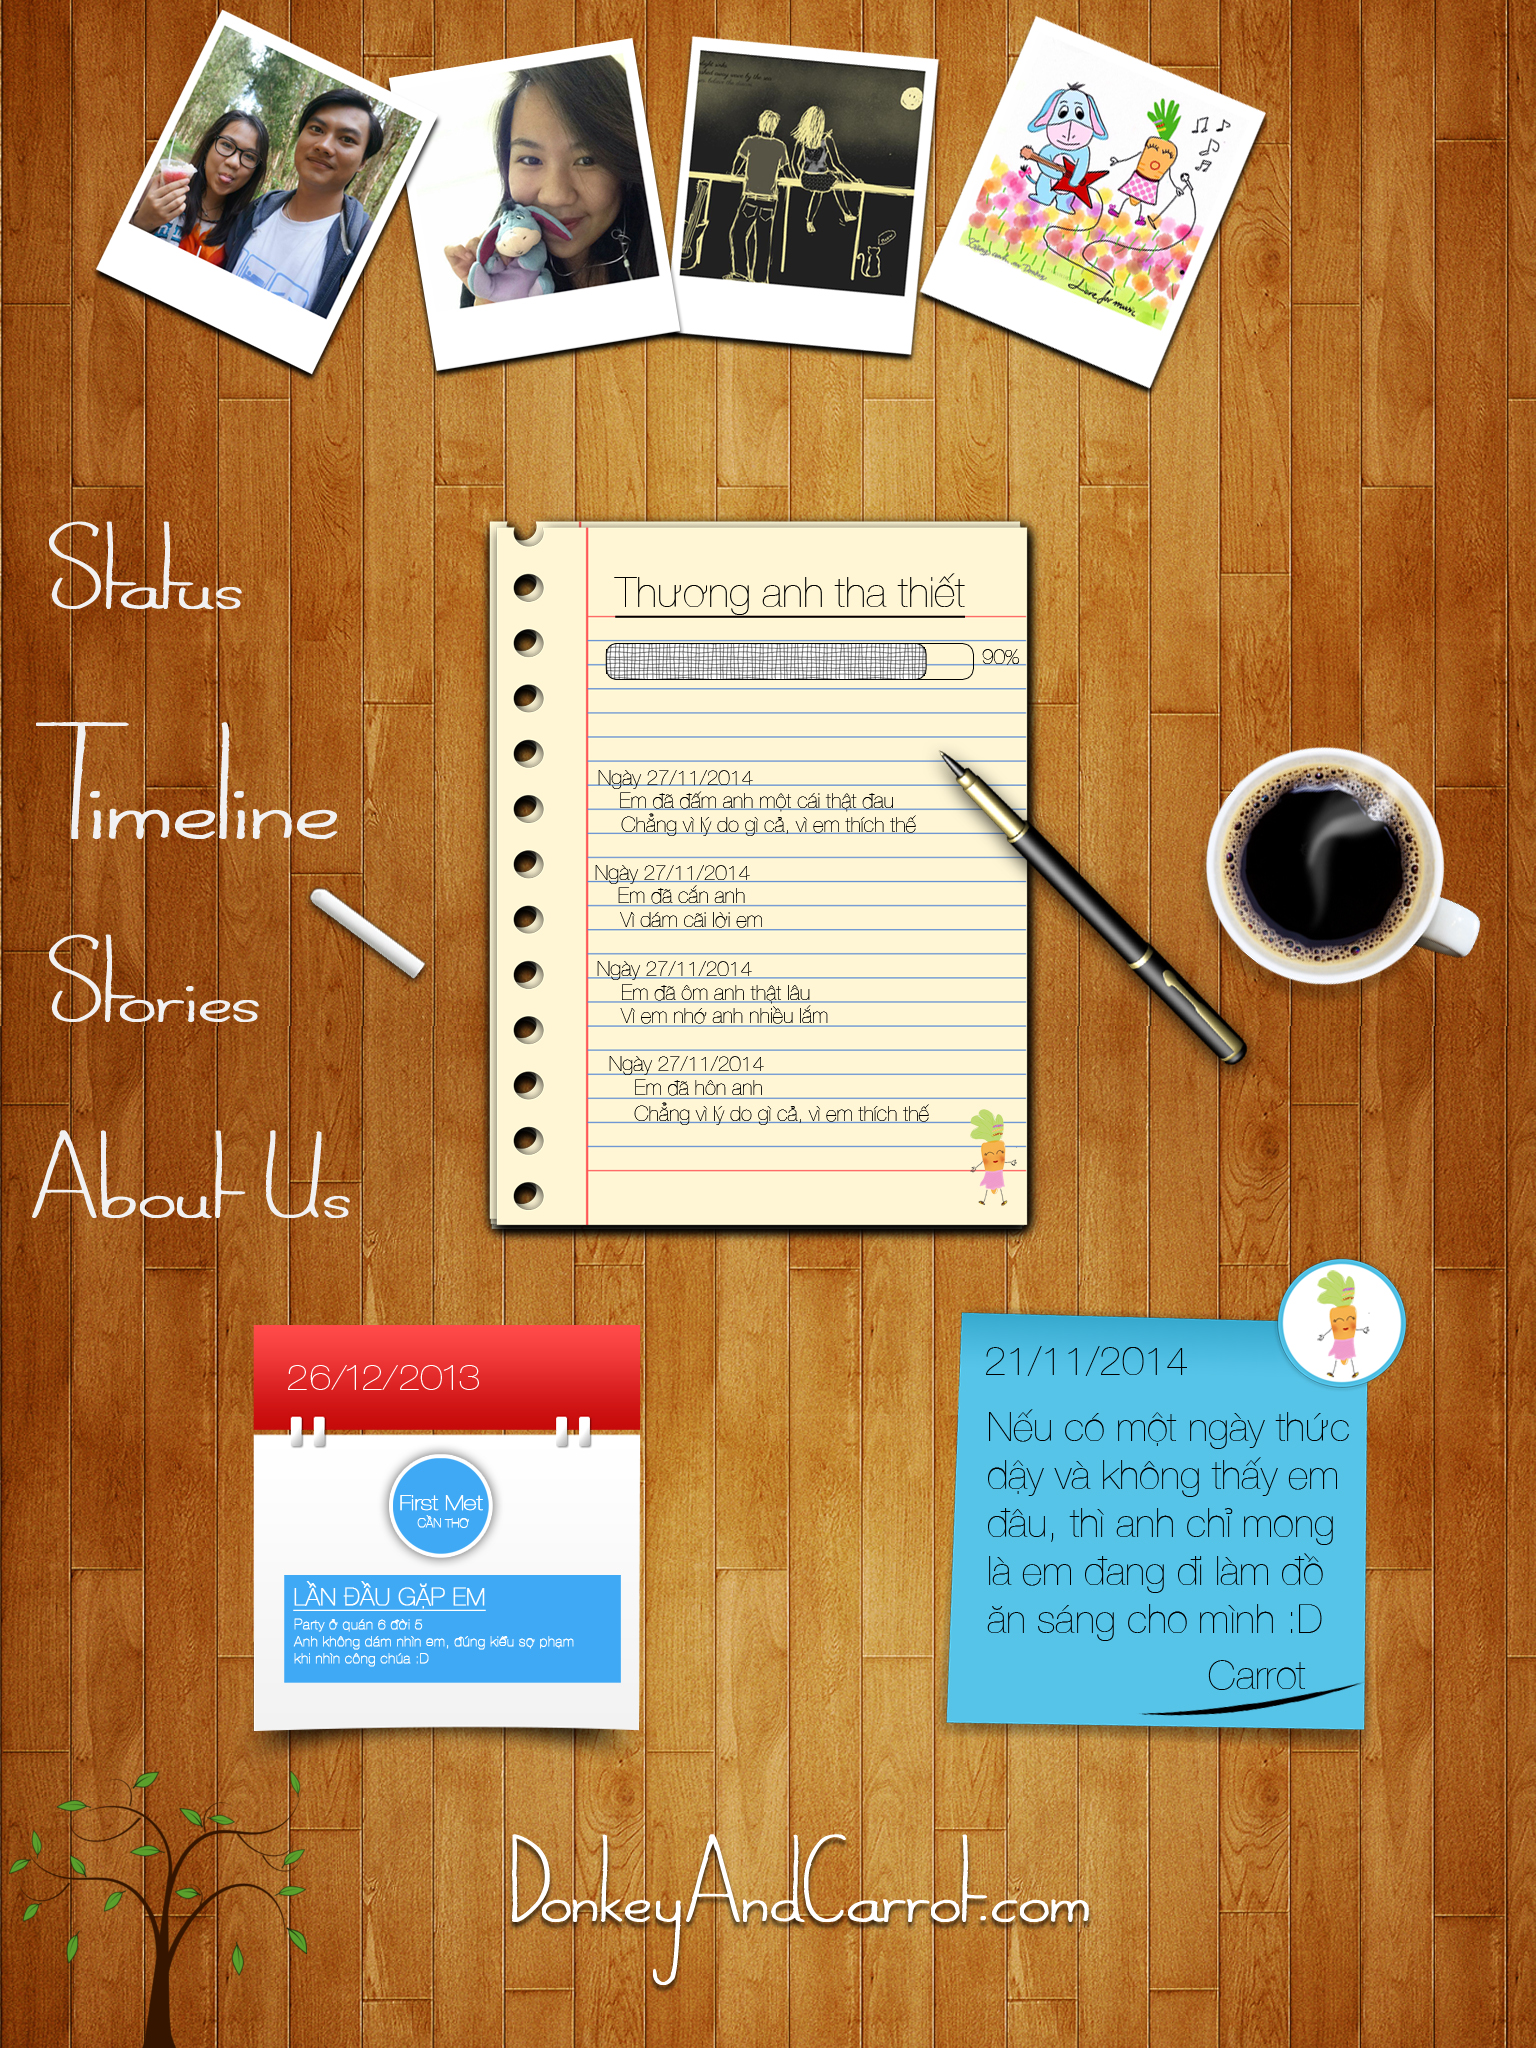 Love for music
Status
Timeline
Stories
About Us
Thương anh tha thiết
90%
Ngày 27/11/2014
Em đã đấm anh một cái thật đau
Chẳng vì lý do gì cả, vì em thích thế
Ngày 27/11/2014
Em đã cắn anh
Vì dám cãi lời em
Ngày 27/11/2014
Em đã ôm anh thật lâu
Vì em nhớ anh nhiều lắm
Ngày 27/11/2014
Em đã hôn anh
Chẳng vì lý do gì cả, vì em thích thế
26/12/2013
First Met
CẦN THƠ
LẦN ĐẦU GẶP EM
Party ở quán 6 đời 5
Anh không dám nhìn em, đúng kiểu sợ phạm
khi nhìn công chúa :D
21/11/2014
Nếu có một ngày thức
dậy và không thấy em
đâu, thì anh chỉ mong
là em đang đi làm đồ
ăn sáng cho mình :D
Carrot
DonkeyAndCarrot.com